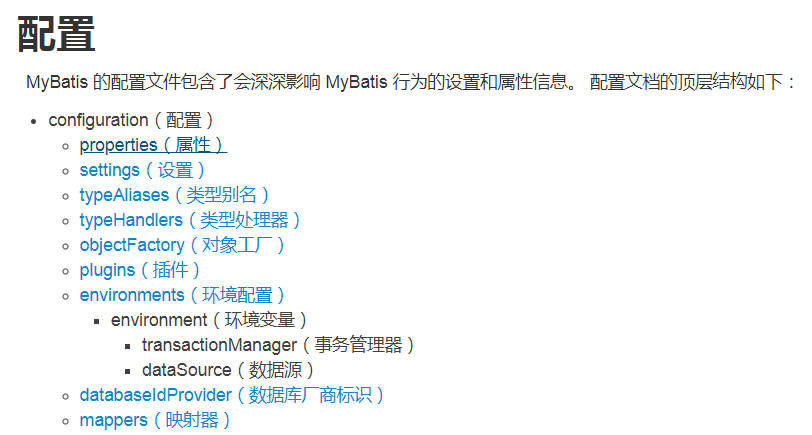 配置
MyBatis 的配置文件包含了会深深影响 MyBatis 行为的设置和属性信息。 配置文档的顶层结构如下：
configuration（配置）
properties（属性）
settings（设置）
typeAliases（类型别名）
typeHandlers（类型处理器）
objectFactory（对象工厂）
plugins（插件）
environments（环境配置）
environment（环境变量）
transactionManager（事务管理器）
dataSource（数据源）
databaseIdProvider（数据库厂商标识）
mappers（映射器）